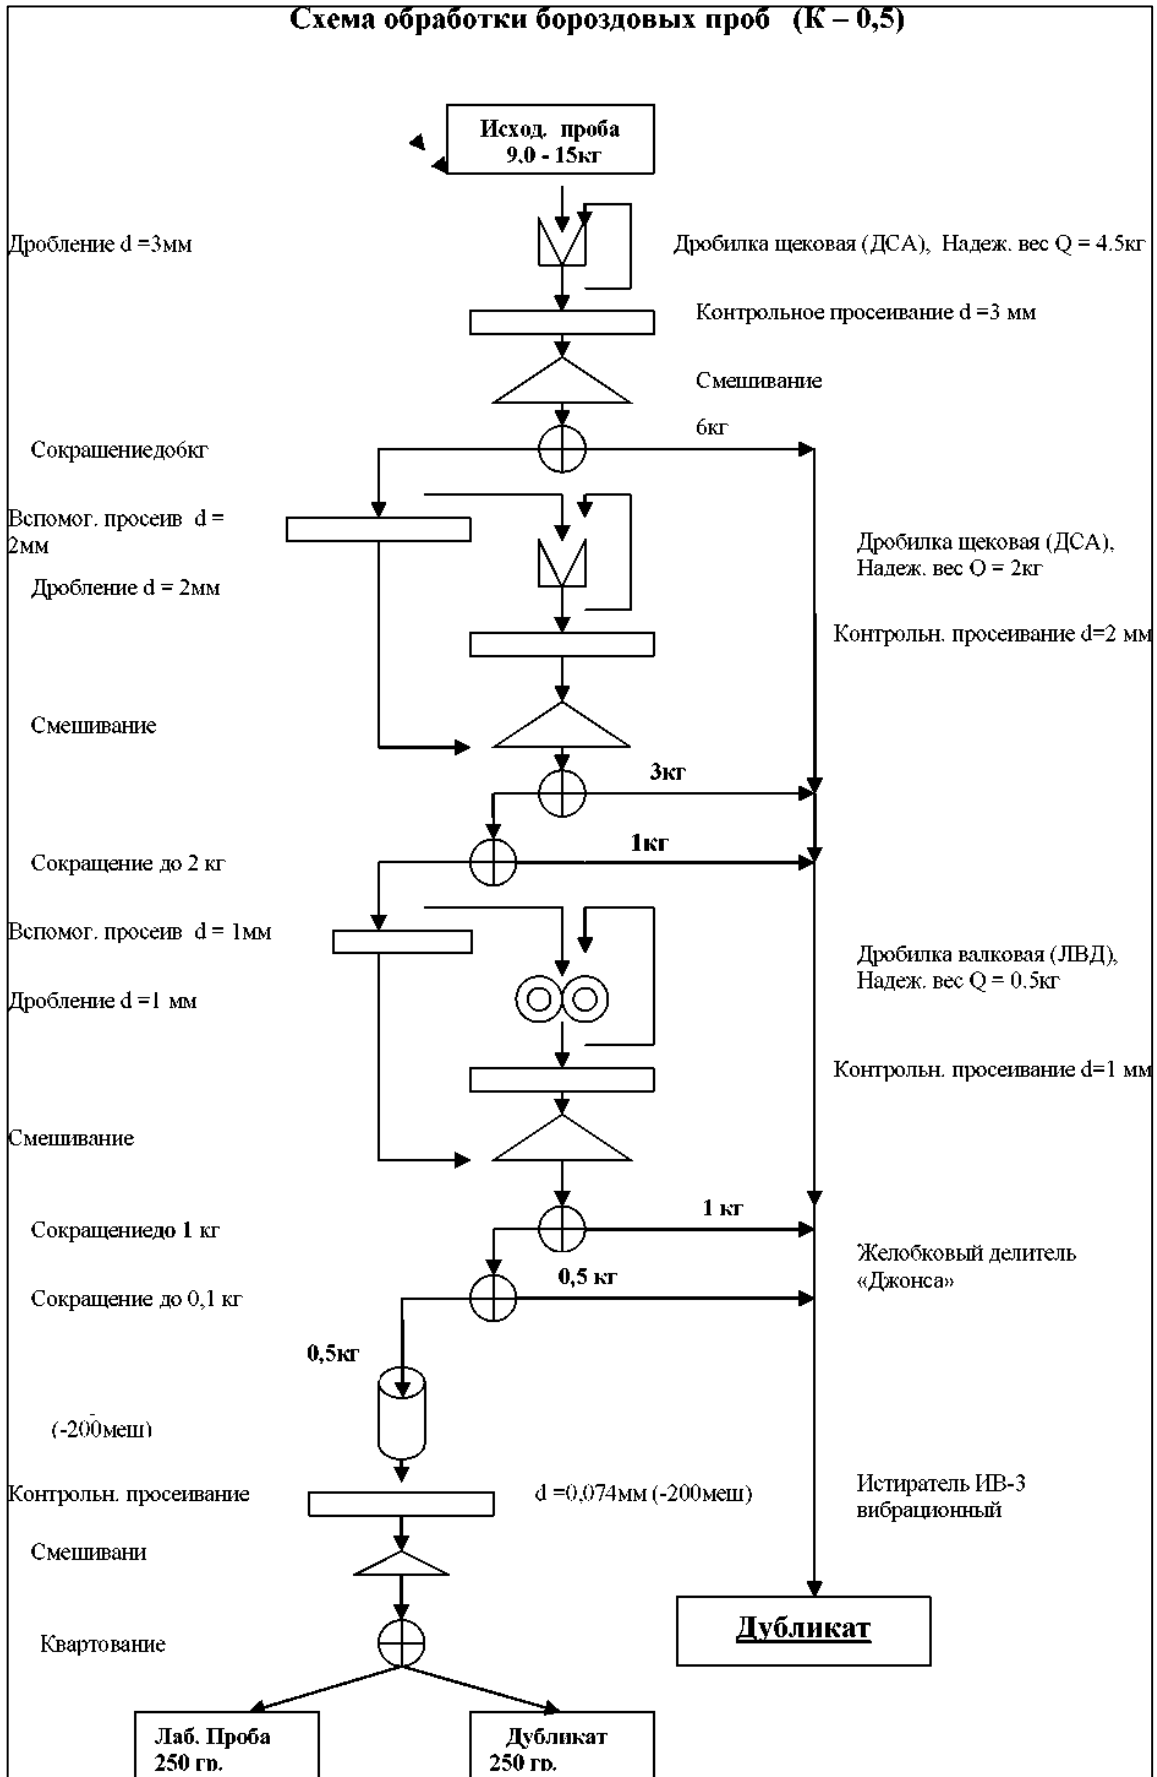 Схема обработки бороздовых проб (К – 0,5)
Исход. проба
9,0 - 15кг
Дробление d =3мм
Дробилка щековая (ДСА), Надеж. вес Q = 4.5кг
Контрольное просеивание d =3 мм
Смешивание
6кг
Сокрашениедо6кг
Вспомог. просеив d =
2мм
Дробилка щековая (ДСА),
Надеж. вес О = 2кг
Дробление d = 2мм
Контрольн. просеивание d=2 мм
Смешивание
3кг
1кг
Сокращение до 2 кг
Вспомог. просеив d = 1мм
Дробилка валковая (ЛВД),
Надеж. вес Q = 0.5кг
Дробление d =1 мм
Контрольн. просеивание d=1 мм
Смешивание
1 кг
Сокращениедо 1 кг
Желобковый делитель
«Джонса»
0,5 кг
Сокращение до 0,1 кг
0,5кг
(-200меш)
Контрольн. просеивание
d =0,074мм (-200меш)
Истиратель ИВ-3
вибрационный
Смешивани
Дубликат
Квартование
Лаб. Проба
250 гр.
Дубликат
250 гр.